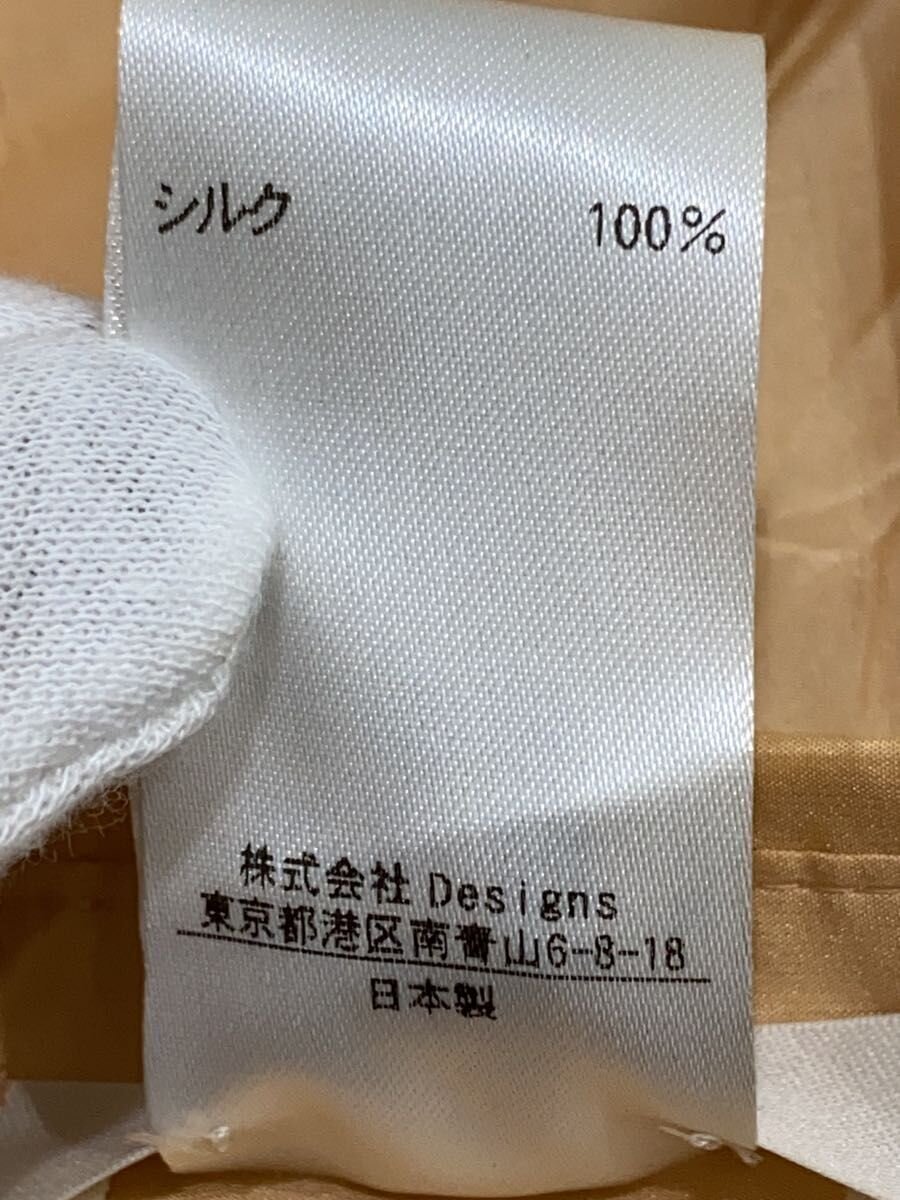 シルク 100%
株式会社 Designs
東京都港区南青山6-8-18
日本製